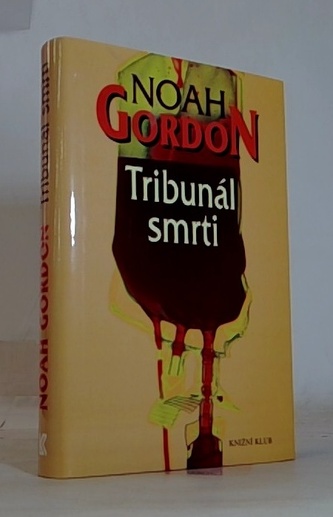 NOAH
GORDON
Tribunál
smrti
KNIŽNÍ KLUB
NOAH GORDON Tribunál smrti
K